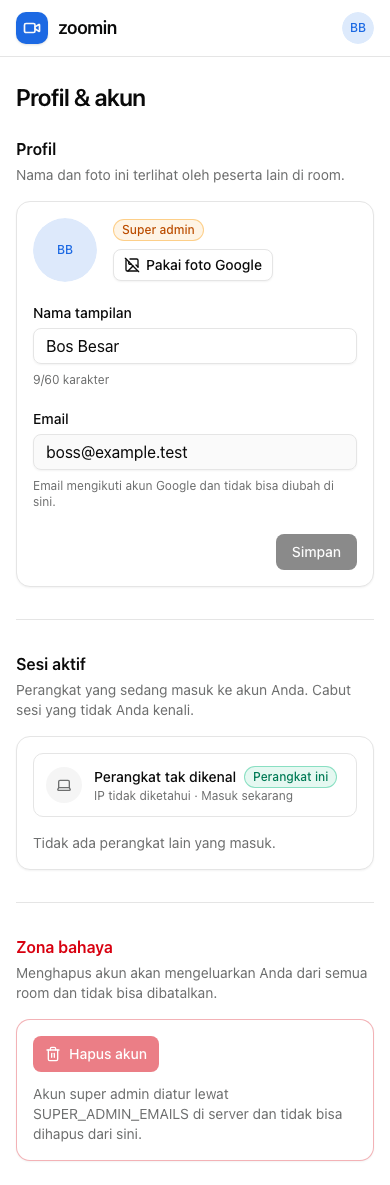 zoomin
BB
Profil & akun
Profil
Nama dan foto ini terlihat oleh peserta lain di room.
BB
Super admin
Pakai foto Google
Nama tampilan
Bos Besar
9/60 karakter
Email
boss@example.test
Email mengikuti akun Google dan tidak bisa diubah di
sini.
Simpan
Sesi aktif
Perangkat yang sedang masuk ke akun Anda. Cabut
sesi yang tidak Anda kenali.
Perangkat tak dikenal
Perangkat ini
IP tidak diketahui · Masuk sekarang
Tidak ada perangkat lain yang masuk.
Zona bahaya
Menghapus akun akan mengeluarkan Anda dari semua
room dan tidak bisa dibatalkan.
Hapus akun
Akun super admin diatur lewat
SUPER_ADMIN_EMAILS di server dan tidak bisa
dihapus dari sini.